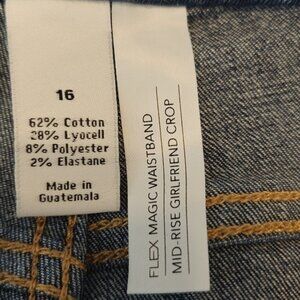 16
62% Cotton
28% Lyocell
8% Polyester
2% Elastane
Made in
Guatemala
FLEX MAGIC WAISTBAND
MID-RISE GIRLFRIEND CROP